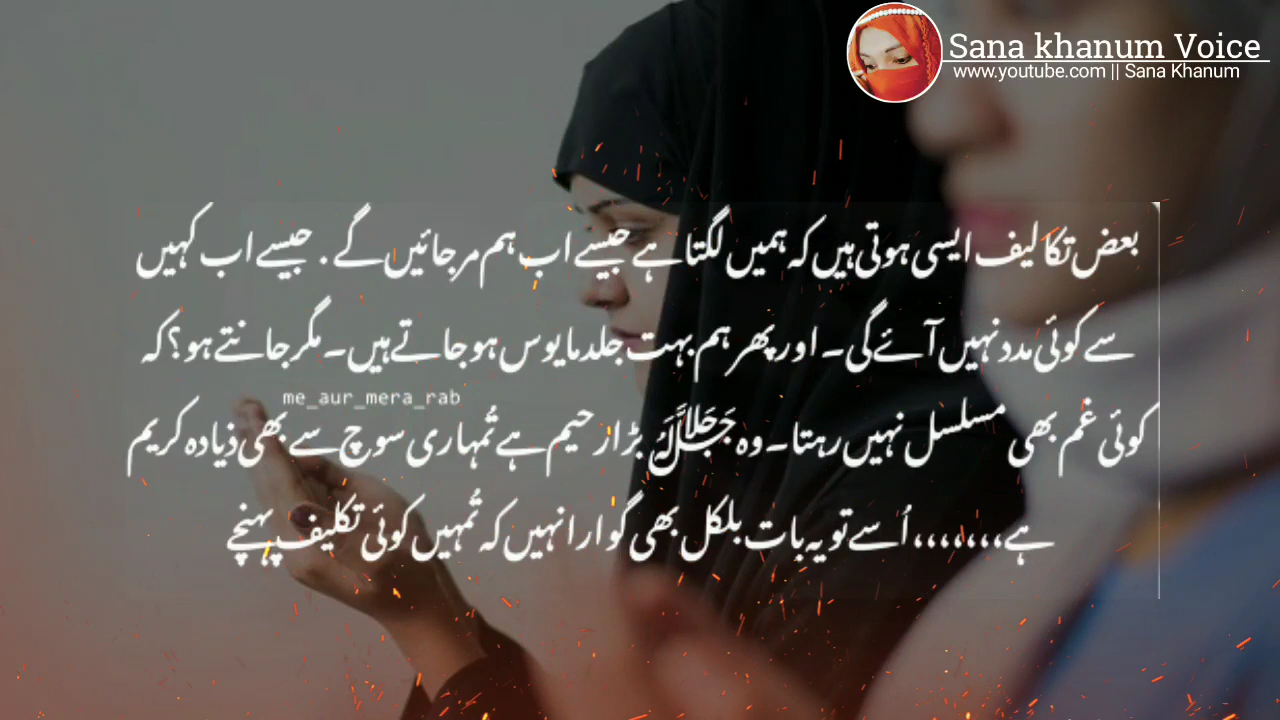 Sana khanum Voice
www.youtube.com || Sana Khanum
بعض تکالیف ایسی ہوتی ہیں کہ ہمیں لگتا ہے جیسے اب ہم مر جائیں گے . جیسے اب کہیں
سے کوئی مدد نہیں آئے گی۔ اور پھر ہم بہت جلد مایوس ہو جاتے ہیں۔ مگر جانتے ہو؟ کہ
me_aur_mera_rab
کوئی غم بھی مسلسل نہیں رہتا۔ وہ جَلَّ جَلَالُہٗ بڑا رحیم ہے تُمہاری سوچ سے بھی ذیادہ کریم
ہے،،،،،،، اُسے تو یہ بات بلکل بھی گوارا نہیں کہ تُمہیں کوئی تکلیف پہنچے